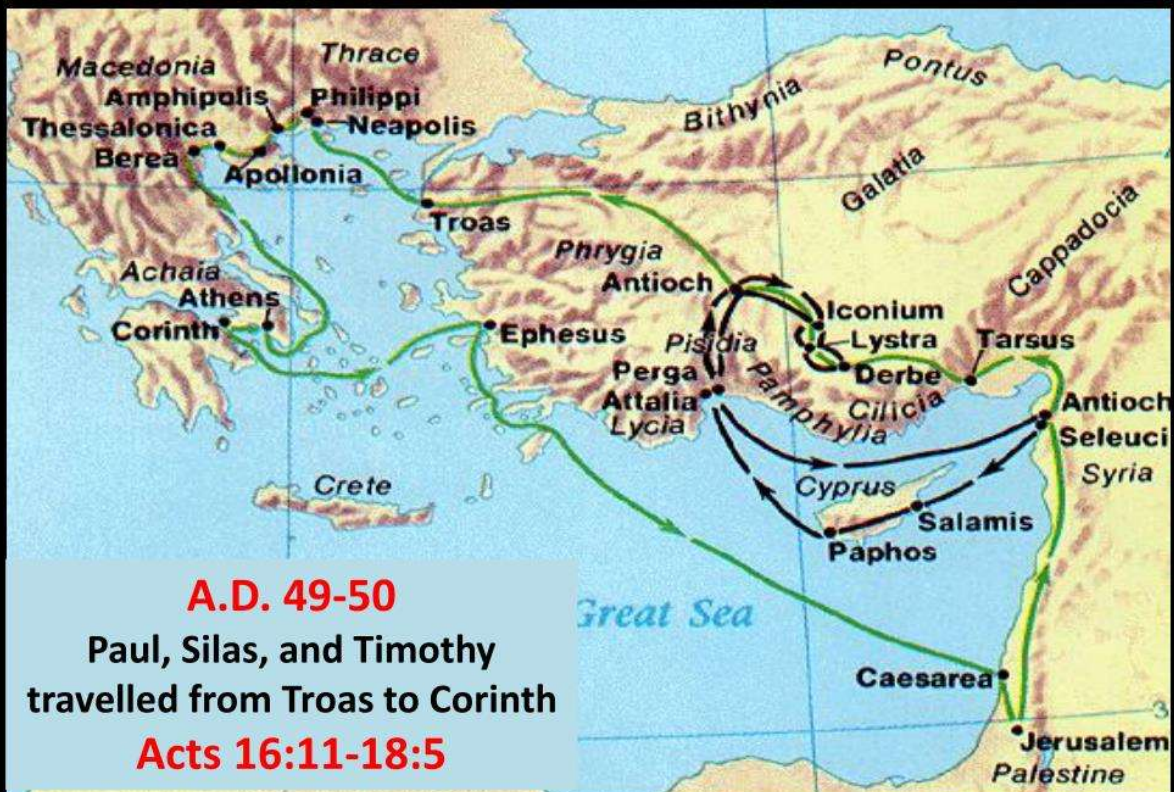 Thrace
Macedonia
Pontus
Amphipolis
Philippi
Bithynia
Thessalonica
Neapolis
Berea
Apollonia
Galatia
Troas
Cappadocia
Phrygia
Achaia
Antioch
Athens
Iconium
Corinth
Ephesus
Pisidia
Lystra
Tarsus
Perga
Derbe
Attalia
Pamphylia
Cilicia
Antioch
Lycia
Seleuci
Syria
Crete
Cyprus
Salamis
Paphos
Great Sea
Caesarea
3
Jerusalem
Palestine
A.D. 49-50
Paul, Silas, and Timothy
travelled from Troas to Corinth
Acts 16:11-18:5